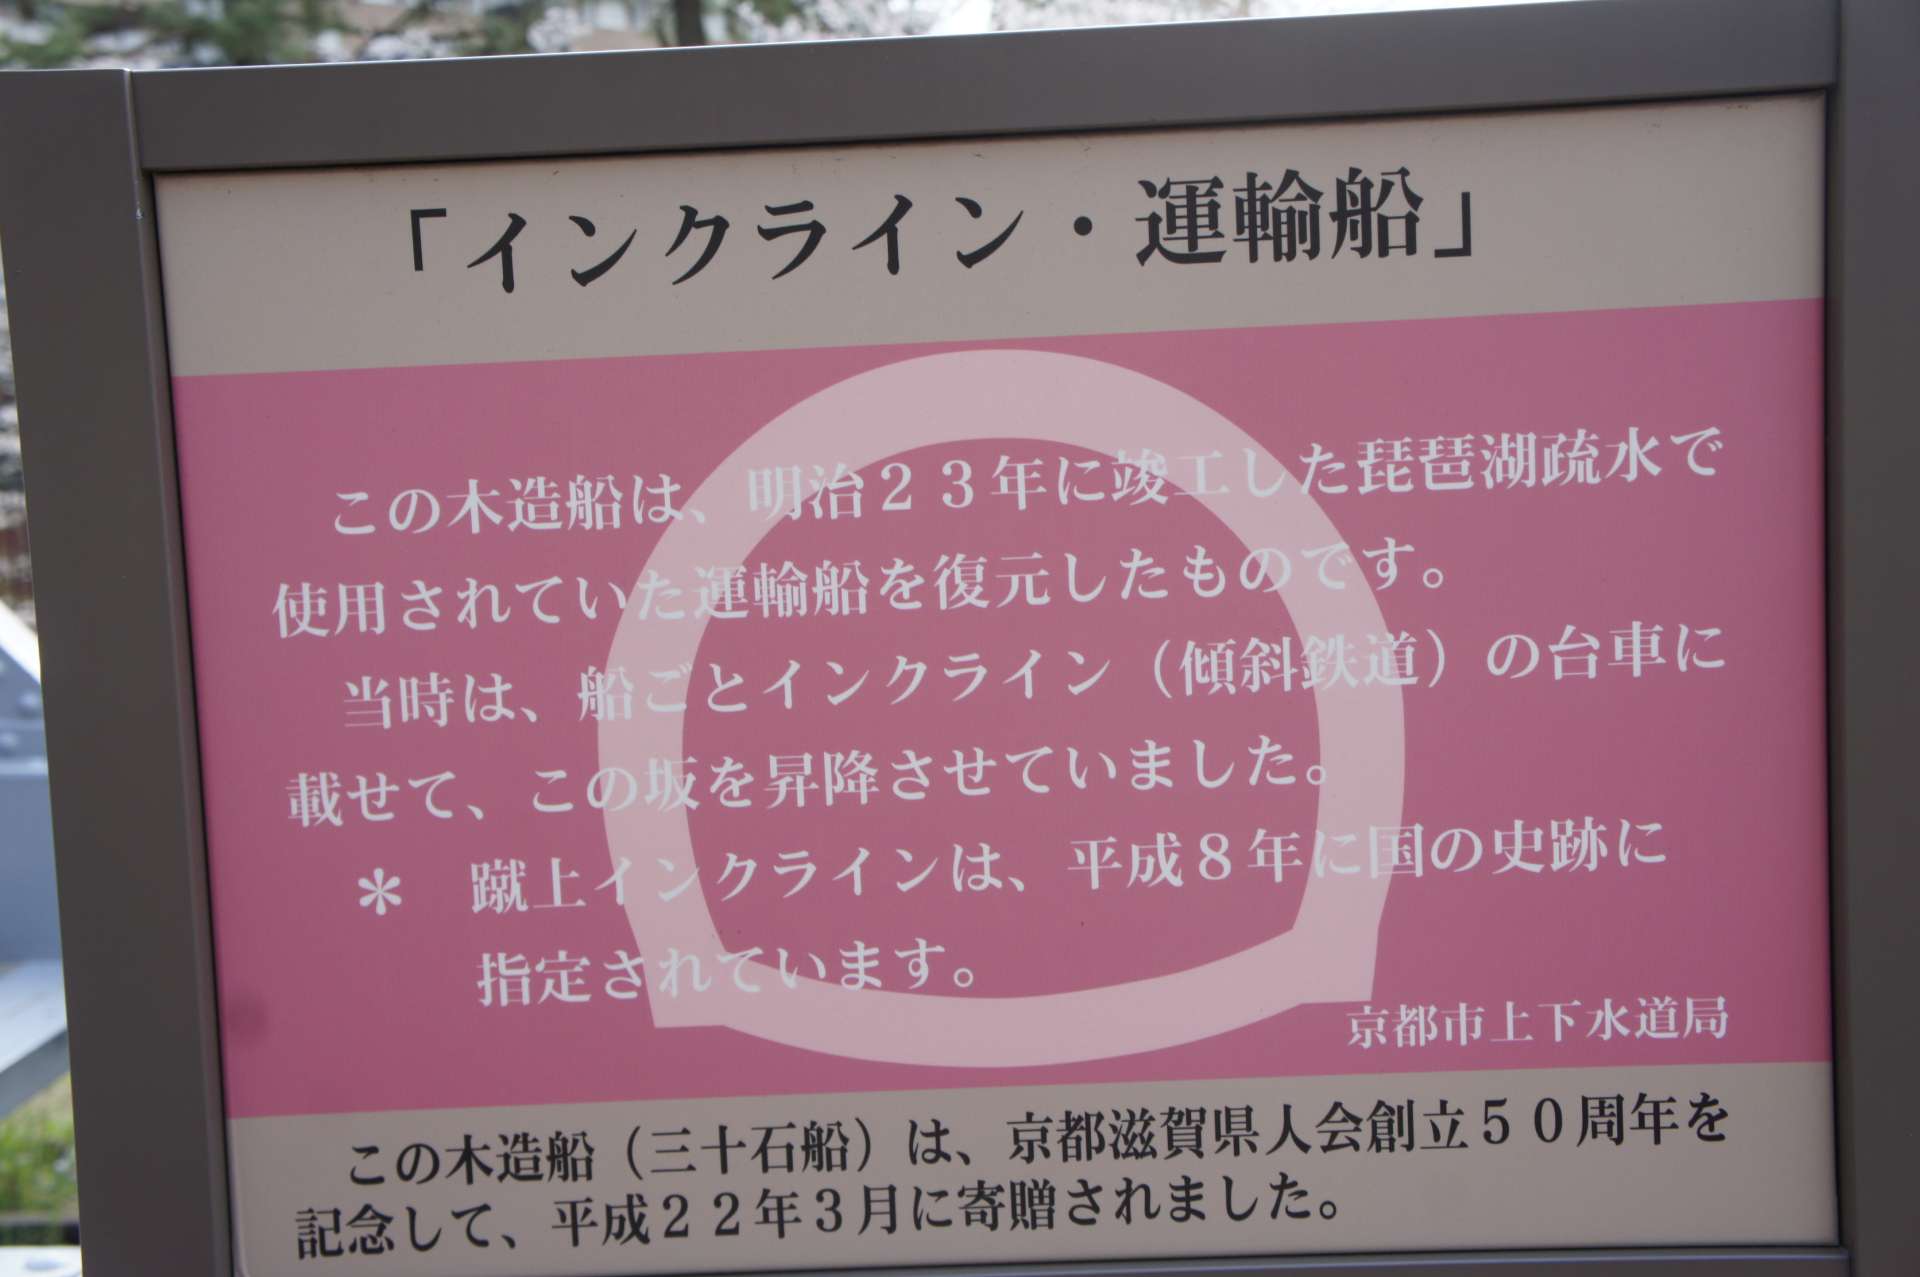 「インクライン・運輸船」
この木造船は、明治２３年に竣工した琵琶湖疏水で
使用されていた運輸船を復元したものです。
当時は、船ごとインクライン（傾斜鉄道）の台車に
載せて、この坂を昇降させていました。
＊　蹴上インクラインは、平成８年に国の史跡に
指定されています。
京都市上下水道局
この木造船（三十石船）は、京都滋賀県人会創立５０周年を
記念して、平成２２年３月に寄贈されました。